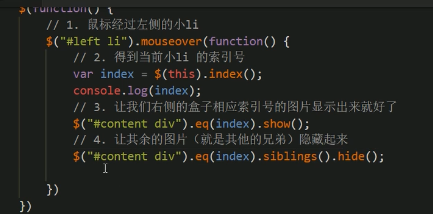 $(function() {
// 1. 鼠标经过左侧的小li
$("#left li").mouseover(function() {
// 2. 得到当前小li 的索引号
var index = $(this).index();
console.log(index);
// 3. 让我们右侧的盒子相应索引号的图片显示出来就好了
$("#content div").eq(index).show();
// 4. 让其余的图片（就是其他的兄弟）隐藏起来
$("#content div").eq(index).siblings().hide();
})
})